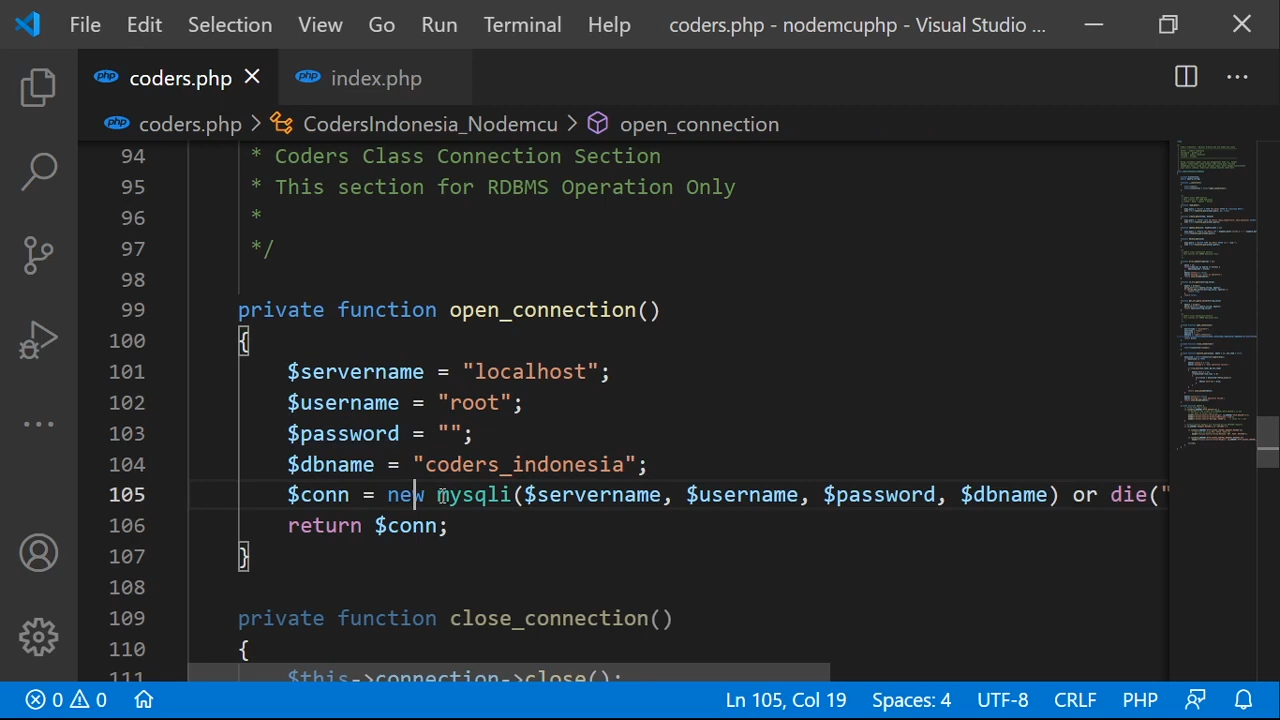 File Edit Selection View Go Run Terminal Help coders.php - nodemcuphp - Visual Studio ...
coders.php index.php
coders.php > CodersIndonesia_Nodemcu > open_connection
94 * Coders Class Connection Section
95 * This section for RDBMS Operation Only
96 *
97 */
98
99 private function open_connection()
100 {
101 $servername = "localhost";
102 $username = "root";
103 $password = "";
104 $dbname = "coders_indonesia";
105 $conn = new mysqli($servername, $username, $password, $dbname) or die("
106 return $conn;
107 }
108
109 private function close_connection()
110 {
111 $this->connection->close();
0 0 Ln 105, Col 19 Spaces: 4 UTF-8 CRLF PHP